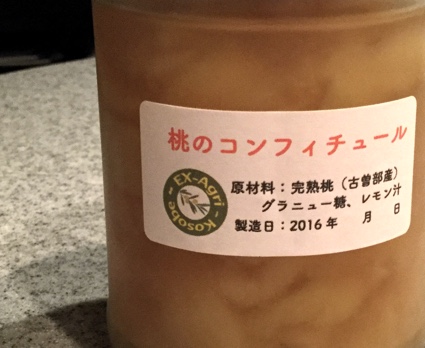 桃のコンフィチュール
EX-Agri - Kosobe -
原材料：完熟桃（古曽部産）
グラニュー糖、レモン汁
製造日：2016年　　月　　日